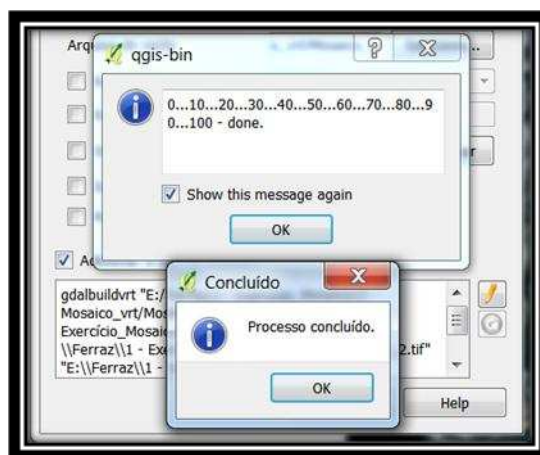 Arqu
qgis-bin
0...10...20...30...40...50...60...70...80...9
0...100 - done.
Show this message again
OK
Concluído
Processo concluído.
OK
gdalbuildvrt "E:/
Mosaico_vrt/Mos
Exercício_Mosaic
\\Ferraz\\1 - Exe
2.tif"
"E:\\Ferraz\\1 -
Help